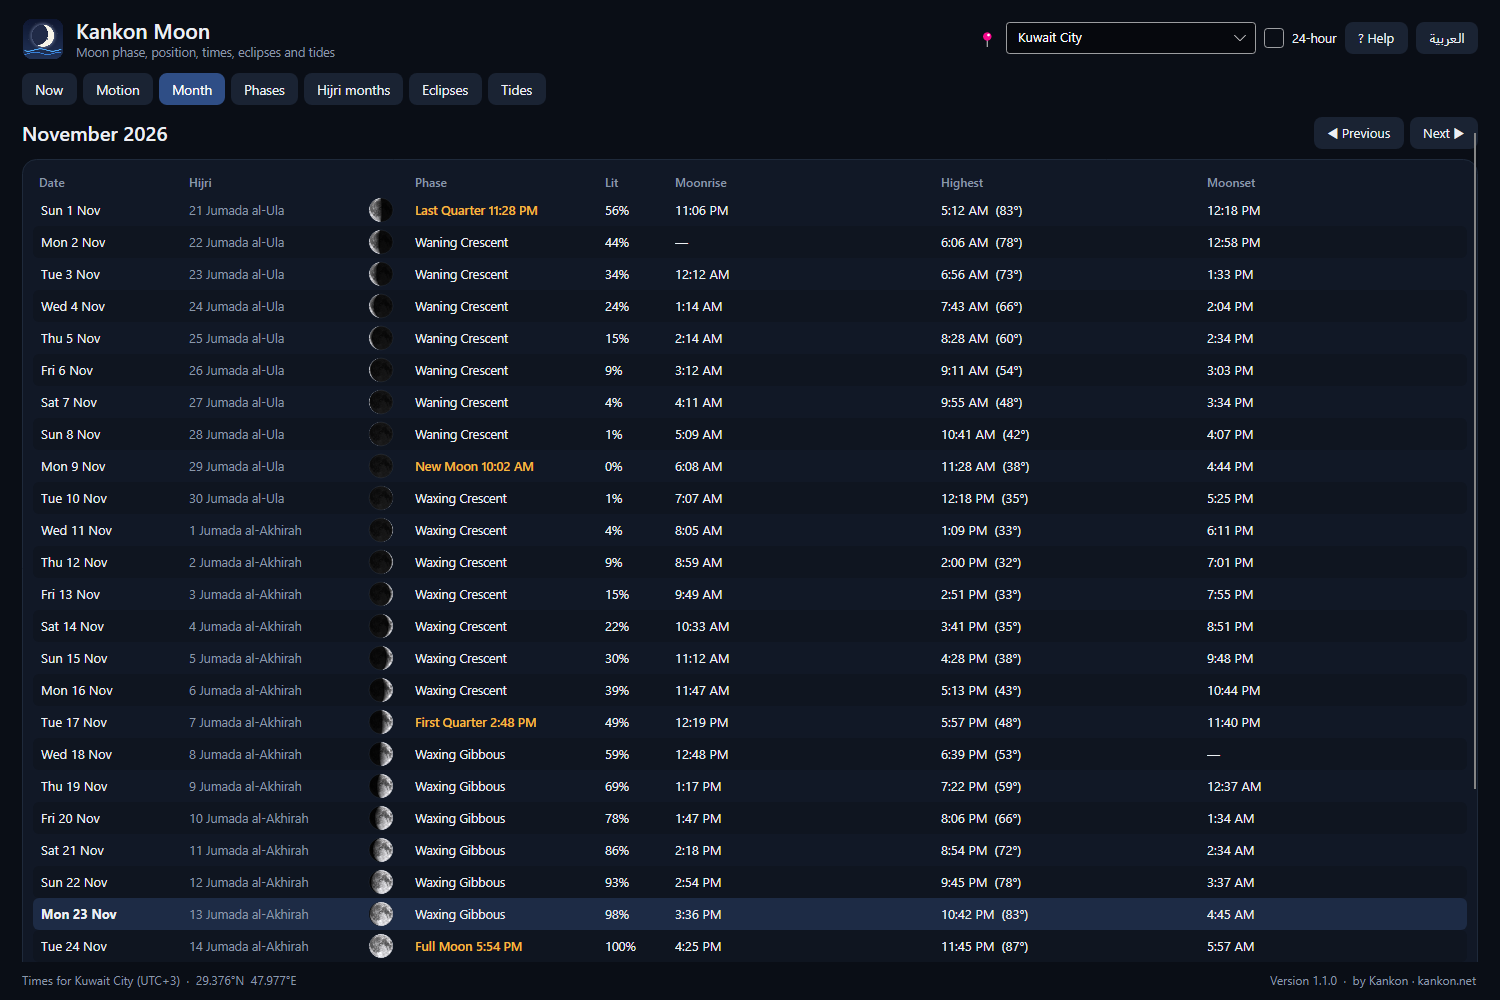 Kankon Moon
Moon phase, position, times, eclipses and tides
Kuwait City
24-hour
? Help
العربية
Now Motion Month Phases Hijri months Eclipses Tides
November 2026
◀ Previous Next ▶
Date Hijri Phase Lit Moonrise Highest Moonset
Sun 1 Nov 21 Jumada al-Ula Last Quarter 11:28 PM 56% 11:06 PM 5:12 AM (83°) 12:18 PM
Mon 2 Nov 22 Jumada al-Ula Waning Crescent 44% — 6:06 AM (78°) 12:58 PM
Tue 3 Nov 23 Jumada al-Ula Waning Crescent 34% 12:12 AM 6:56 AM (73°) 1:33 PM
Wed 4 Nov 24 Jumada al-Ula Waning Crescent 24% 1:14 AM 7:43 AM (66°) 2:04 PM
Thu 5 Nov 25 Jumada al-Ula Waning Crescent 15% 2:14 AM 8:28 AM (60°) 2:34 PM
Fri 6 Nov 26 Jumada al-Ula Waning Crescent 9% 3:12 AM 9:11 AM (54°) 3:03 PM
Sat 7 Nov 27 Jumada al-Ula Waning Crescent 4% 4:11 AM 9:55 AM (48°) 3:34 PM
Sun 8 Nov 28 Jumada al-Ula Waning Crescent 1% 5:09 AM 10:41 AM (42°) 4:07 PM
Mon 9 Nov 29 Jumada al-Ula New Moon 10:02 AM 0% 6:08 AM 11:28 AM (38°) 4:44 PM
Tue 10 Nov 30 Jumada al-Ula Waxing Crescent 1% 7:07 AM 12:18 PM (35°) 5:25 PM
Wed 11 Nov 1 Jumada al-Akhirah Waxing Crescent 4% 8:05 AM 1:09 PM (33°) 6:11 PM
Thu 12 Nov 2 Jumada al-Akhirah Waxing Crescent 9% 8:59 AM 2:00 PM (32°) 7:01 PM
Fri 13 Nov 3 Jumada al-Akhirah Waxing Crescent 15% 9:49 AM 2:51 PM (33°) 7:55 PM
Sat 14 Nov 4 Jumada al-Akhirah Waxing Crescent 22% 10:33 AM 3:41 PM (35°) 8:51 PM
Sun 15 Nov 5 Jumada al-Akhirah Waxing Crescent 30% 11:12 AM 4:28 PM (38°) 9:48 PM
Mon 16 Nov 6 Jumada al-Akhirah Waxing Crescent 39% 11:47 AM 5:13 PM (43°) 10:44 PM
Tue 17 Nov 7 Jumada al-Akhirah First Quarter 2:48 PM 49% 12:19 PM 5:57 PM (48°) 11:40 PM
Wed 18 Nov 8 Jumada al-Akhirah Waxing Gibbous 59% 12:48 PM 6:39 PM (53°) —
Thu 19 Nov 9 Jumada al-Akhirah Waxing Gibbous 69% 1:17 PM 7:22 PM (59°) 12:37 AM
Fri 20 Nov 10 Jumada al-Akhirah Waxing Gibbous 78% 1:47 PM 8:06 PM (66°) 1:34 AM
Sat 21 Nov 11 Jumada al-Akhirah Waxing Gibbous 86% 2:18 PM 8:54 PM (72°) 2:34 AM
Sun 22 Nov 12 Jumada al-Akhirah Waxing Gibbous 93% 2:54 PM 9:45 PM (78°) 3:37 AM
Mon 23 Nov 13 Jumada al-Akhirah Waxing Gibbous 98% 3:36 PM 10:42 PM (83°) 4:45 AM
Tue 24 Nov 14 Jumada al-Akhirah Full Moon 5:54 PM 100% 4:25 PM 11:45 PM (87°) 5:57 AM
Times for Kuwait City (UTC+3) · 29.376°N 47.977°E
Version 1.1.0 · by Kankon · kankon.net